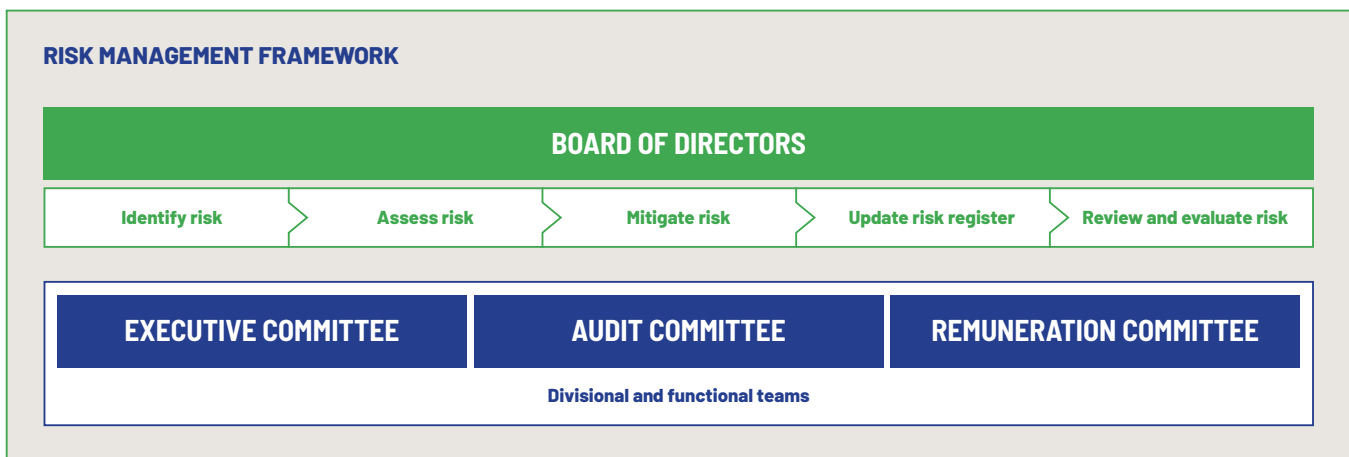 RISK MANAGEMENT FRAMEWORK
BOARD OF DIRECTORS
Identify risk
Assess risk
Mitigate risk
Update risk register
Review and evaluate risk
EXECUTIVE COMMITTEE
AUDIT COMMITTEE
REMUNERATION COMMITTEE
Divisional and functional teams